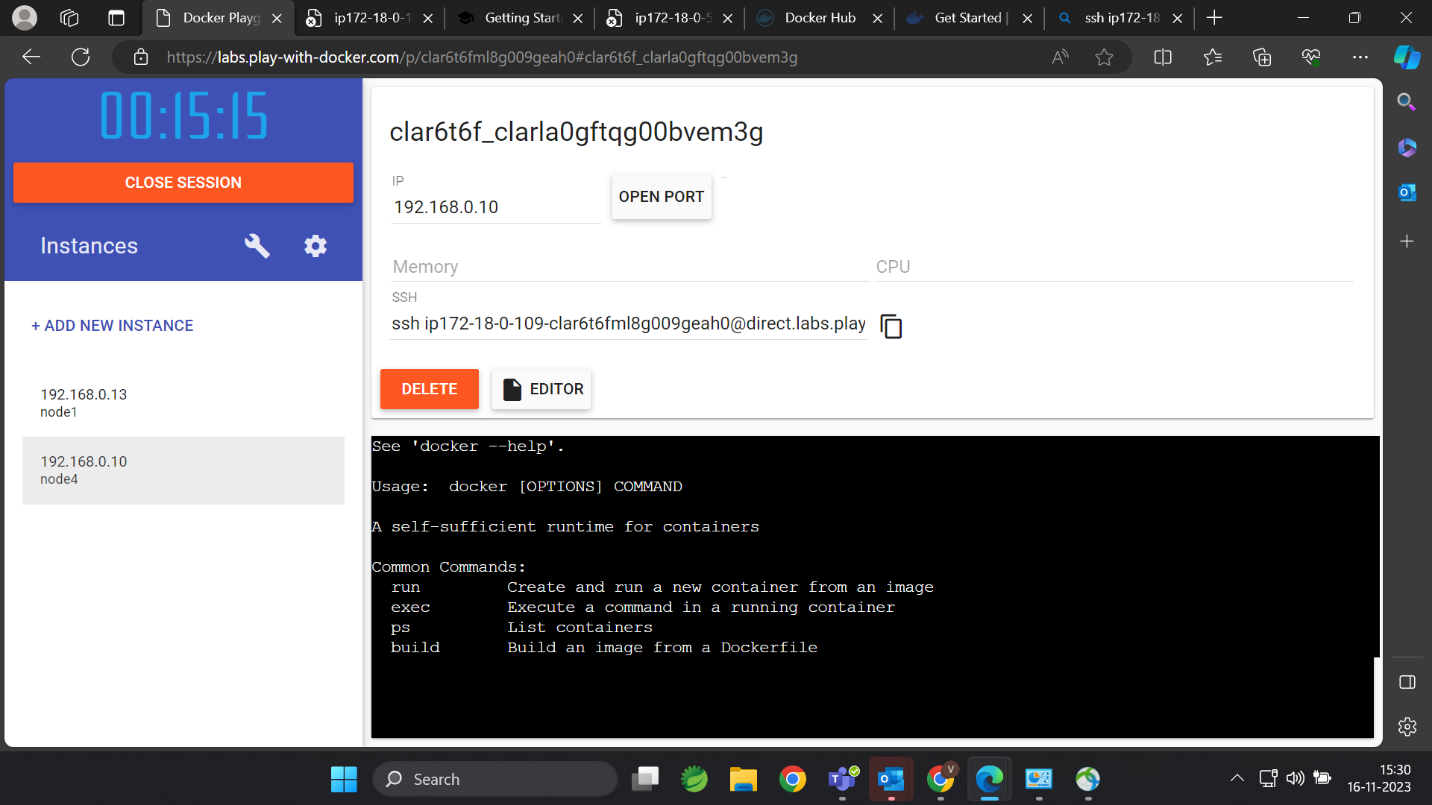 Docker Playg
ip172-18-0-1
Getting Start
ip172-18-0-5
Docker Hub
Get Started |
ssh ip172-18
https://labs.play-with-docker.com/p/clar6t6fml8g009geah0#clar6t6f_clarla0gftqg00bvem3g
00:15:15
CLOSE SESSION
Instances
+ ADD NEW INSTANCE
192.168.0.13
node1
192.168.0.10
node4
clar6t6f_clarla0gftqg00bvem3g
IP
192.168.0.10
OPEN PORT
Memory
CPU
SSH
ssh ip172-18-0-109-clar6t6fml8g009geah0@direct.labs.play
DELETE
EDITOR
See 'docker --help'.
Usage:  docker [OPTIONS] COMMAND
A self-sufficient runtime for containers
Common Commands:
  run         Create and run a new container from an image
  exec        Execute a command in a running container
  ps          List containers
  build       Build an image from a Dockerfile
Search
V
15:30
16-11-2023